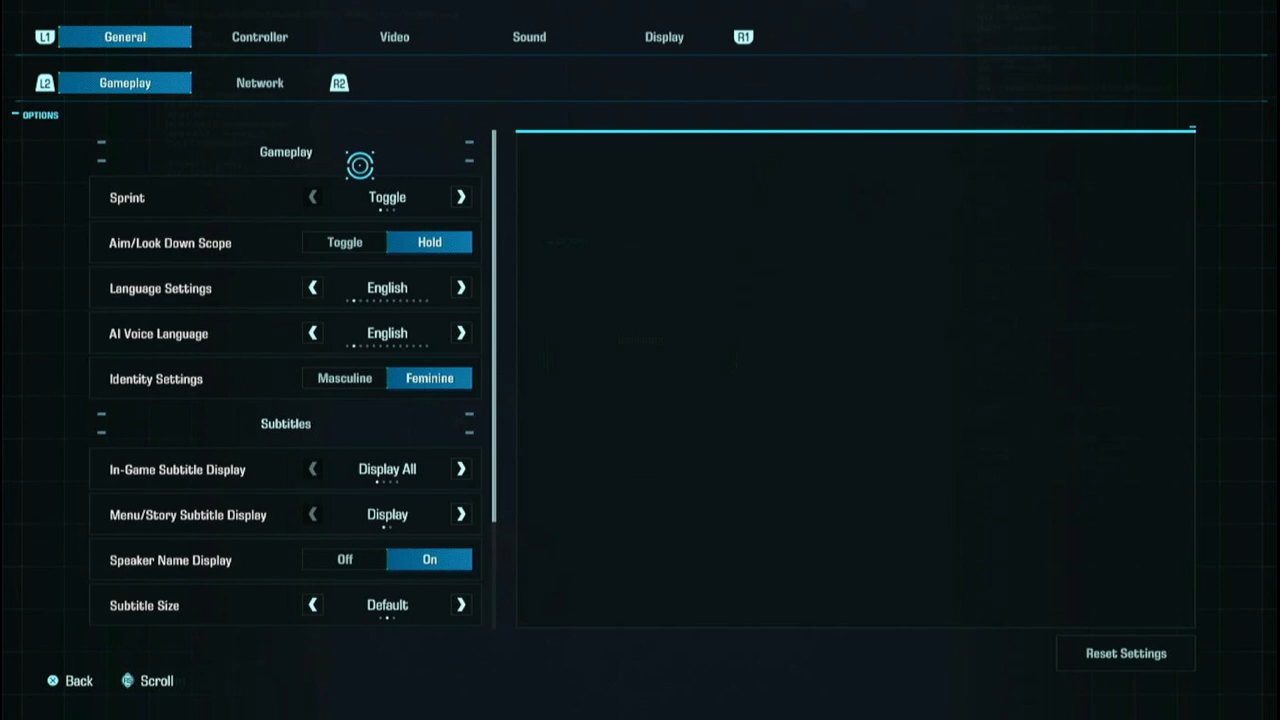 L1 General Controller Video Sound Display R1
L2 Gameplay Network R2
OPTIONS
Gameplay
Sprint Toggle
Aim/Look Down Scope Toggle Hold
Language Settings English
AI Voice Language English
Identity Settings Masculine Feminine
Subtitles
In-Game Subtitle Display Display All
Menu/Story Subtitle Display Display
Speaker Name Display Off On
Subtitle Size Default
Reset Settings
Back Scroll